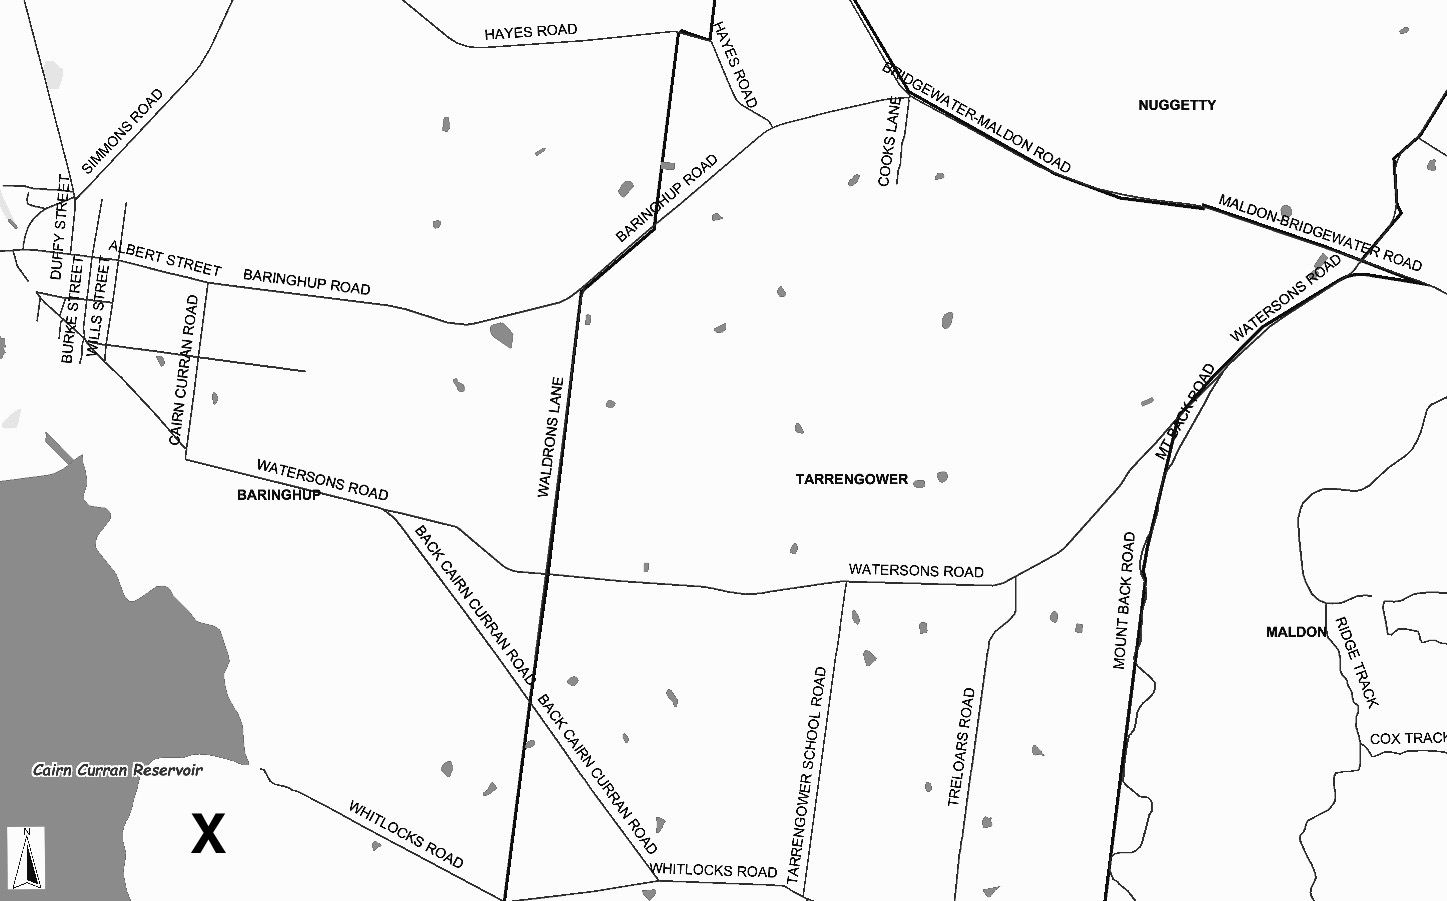 HAYES ROAD
HAYES ROAD
SIMMONS ROAD
BRIDGEWATER-MALDON ROAD
NUGGETTY
COOKS LANE
BARINGHUP ROAD
MALDON-BRIDGEWATER ROAD
DUFFY STREET
ALBERT STREET
BARINGHUP ROAD
BURKE STREET
WILLS STREET
CAIRN CURRAN ROAD
WATERSONS ROAD
WALDRONS LANE
MT BACK ROAD
WATERSONS ROAD
BARINGHUP
TARRENGOWER
BACK CAIRN CURRAN ROAD
WATERSONS ROAD
MOUNT BACK ROAD
MALDON
RIDGE TRACK
BACK CAIRN CURRAN ROAD
TARRENGOWER SCHOOL ROAD
TRELOARS ROAD
COX TRACK
Cairn Curran Reservoir
WHITLOCKS ROAD
X
N
WHITLOCKS ROAD